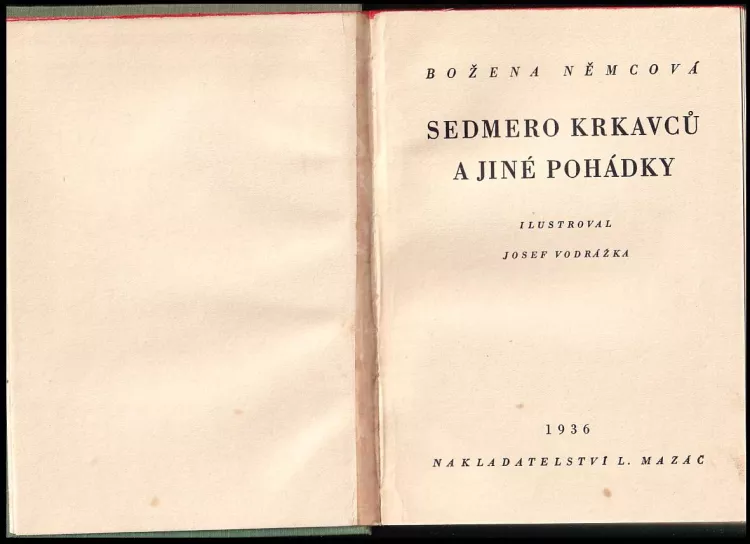 BOŽENA NĚMCOVÁ
SEDMERO KRKAVCŮ
A JINÉ POHÁDKY
ILUSTROVAL
JOSEF VODRÁŽKA
1936
NAKLADATELSTVÍ L. MAZÁČ